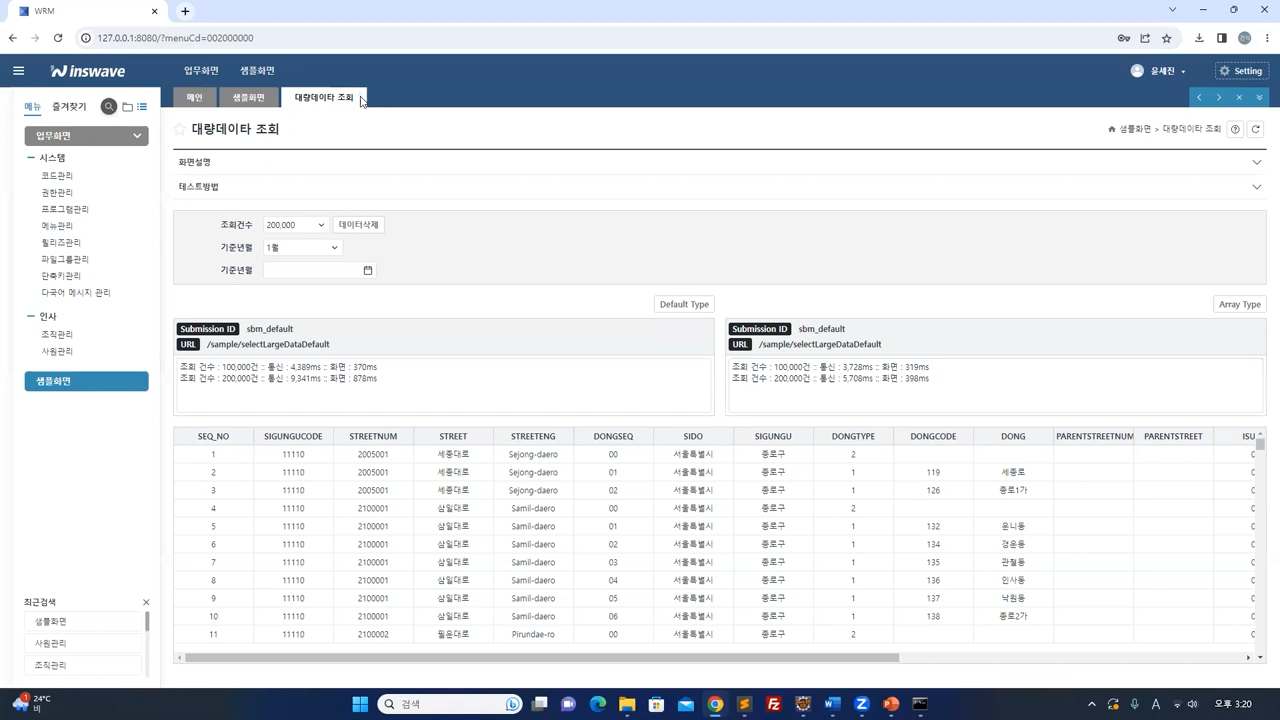 WRM
127.0.0.1:8080/?menuCd=002000000
inswave
업무화면 샘플화면
윤세진
Setting
메뉴 즐겨찾기
메인 샘플화면 대량데이타 조회
업무화면
시스템
코드관리
권한관리
프로그램관리
메뉴관리
릴리즈관리
파일그룹관리
단축키관리
다국어 메시지 관리
인사
조직관리
사원관리
샘플화면
최근검색
샘플화면
사원관리
조직관리
대량데이타 조회
샘플화면 > 대량데이타 조회
화면설명
테스트방법
조회건수 200,000 데이터삭제
기준년월 1월
기준년월
Default Type
Array Type
Submission ID sbm_default
URL /sample/selectLargeDataDefault
조회 건수 : 100,000건 :: 통신 : 4,389ms :: 화면 : 370ms
조회 건수 : 200,000건 :: 통신 : 9,341ms :: 화면 : 878ms
Submission ID sbm_default
URL /sample/selectLargeDataDefault
조회 건수 : 100,000건 :: 통신 : 3,728ms :: 화면 : 319ms
조회 건수 : 200,000건 :: 통신 : 5,708ms :: 화면 : 398ms
SEQ_NO SIGUNGUCODE STREETNUM STREET STREETENG DONGSEQ SIDO SIGUNGU DONGTYPE DONGCODE DONG PARENTSTREETNUM PARENTSTREET ISU
1 11110 2005001 세종대로 Sejong-daero 00 서울특별시 종로구 2
2 11110 2005001 세종대로 Sejong-daero 01 서울특별시 종로구 1 119 세종로
3 11110 2005001 세종대로 Sejong-daero 02 서울특별시 종로구 1 126 종로1가
4 11110 2100001 삼일대로 Samil-daero 00 서울특별시 종로구 2
5 11110 2100001 삼일대로 Samil-daero 01 서울특별시 종로구 1 132 운니동
6 11110 2100001 삼일대로 Samil-daero 02 서울특별시 종로구 1 134 경운동
7 11110 2100001 삼일대로 Samil-daero 03 서울특별시 종로구 1 135 관철동
8 11110 2100001 삼일대로 Samil-daero 04 서울특별시 종로구 1 136 인사동
9 11110 2100001 삼일대로 Samil-daero 05 서울특별시 종로구 1 137 낙원동
10 11110 2100001 삼일대로 Samil-daero 06 서울특별시 종로구 1 138 종로2가
11 11110 2100002 필운대로 Pirundae-ro 00 서울특별시 종로구 2
24°C
비
검색
A
오후 3:20